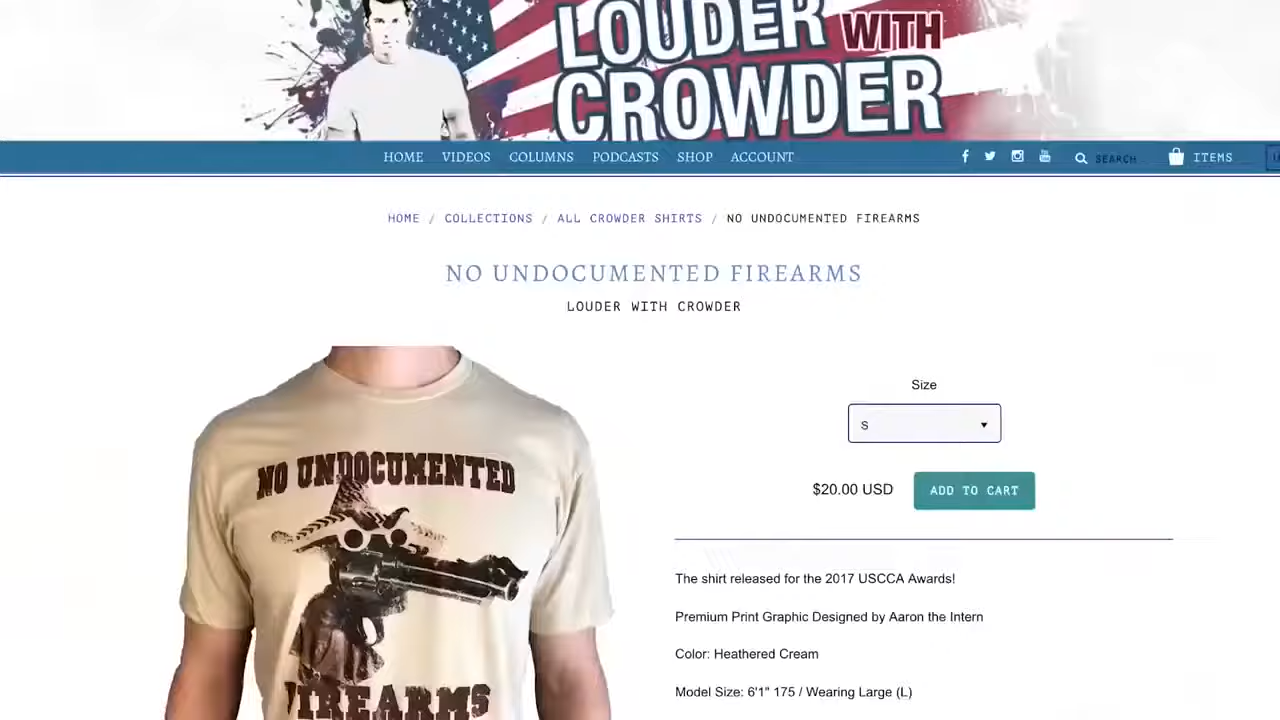 LOUDER WITH
CROWDER
HOME VIDEOS COLUMNS PODCASTS SHOP ACCOUNT SEARCH ITEMS
HOME / COLLECTIONS / ALL CROWDER SHIRTS / NO UNDOCUMENTED FIREARMS
NO UNDOCUMENTED FIREARMS
LOUDER WITH CROWDER
Size
S
$20.00 USD ADD TO CART
NO UNDOCUMENTED
FIREARMS
The shirt released for the 2017 USCCA Awards!
Premium Print Graphic Designed by Aaron the Intern
Color: Heathered Cream
Model Size: 6'1" 175 / Wearing Large (L)